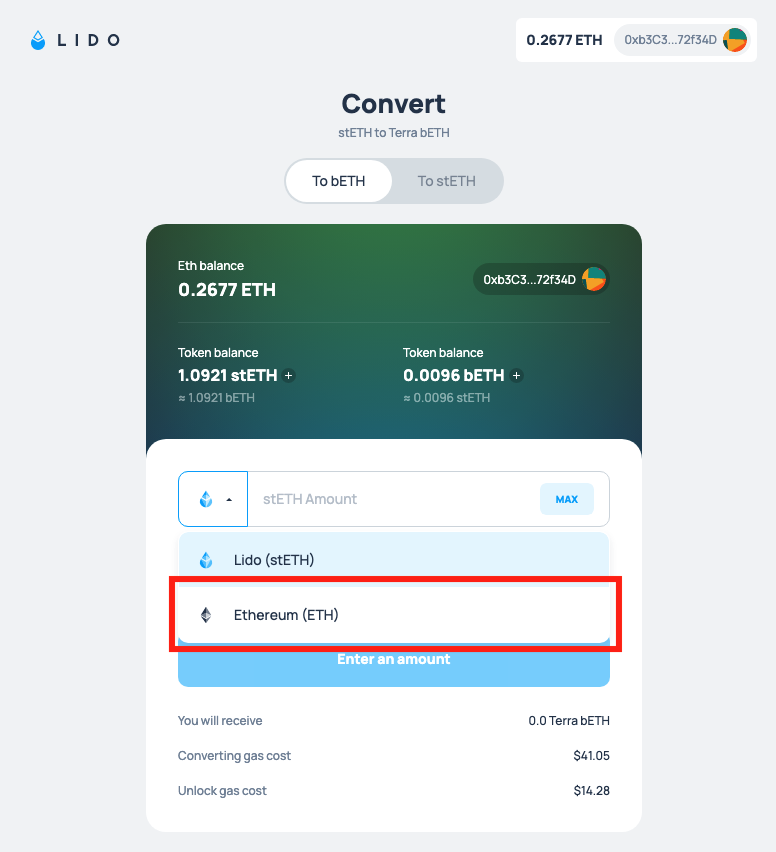 LIDO
0.2677 ETH 0xb3C3...72f34D
Convert
stETH to Terra bETH
To bETH To stETH
Eth balance
0.2677 ETH
0xb3C3...72f34D
Token balance Token balance
1.0921 stETH + 0.0096 bETH +
≈ 1.0921 bETH ≈ 0.0096 stETH
stETH Amount MAX
Lido (stETH)
Ethereum (ETH)
Enter an amount
You will receive 0.0 Terra bETH
Converting gas cost $41.05
Unlock gas cost $14.28